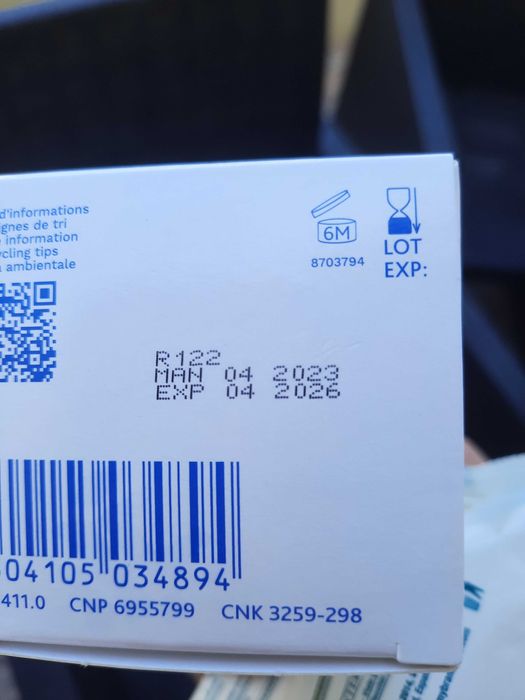 d'informations
ignes de tri
information
cling tips
ambientale
6M
8703794
LOT
EXP:
R122
MAN 04 2023
EXP 04 2026
04105 034894
411.0 CNP 6955799 CNK 3259-298